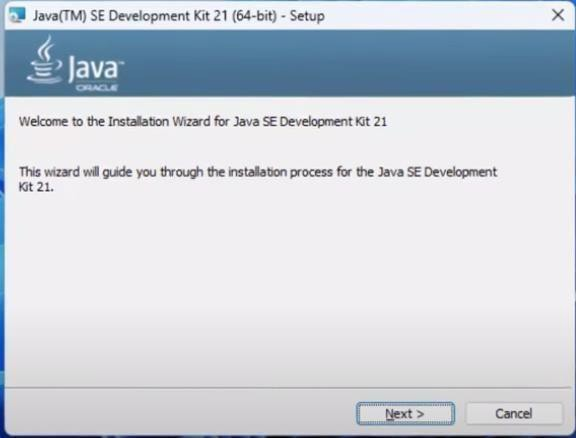 Java(TM) SE Development Kit 21 (64-bit) - Setup
Java™
ORACLE
Welcome to the Installation Wizard for Java SE Development Kit 21
This wizard will guide you through the installation process for the Java SE Development
Kit 21.
Next >
Cancel